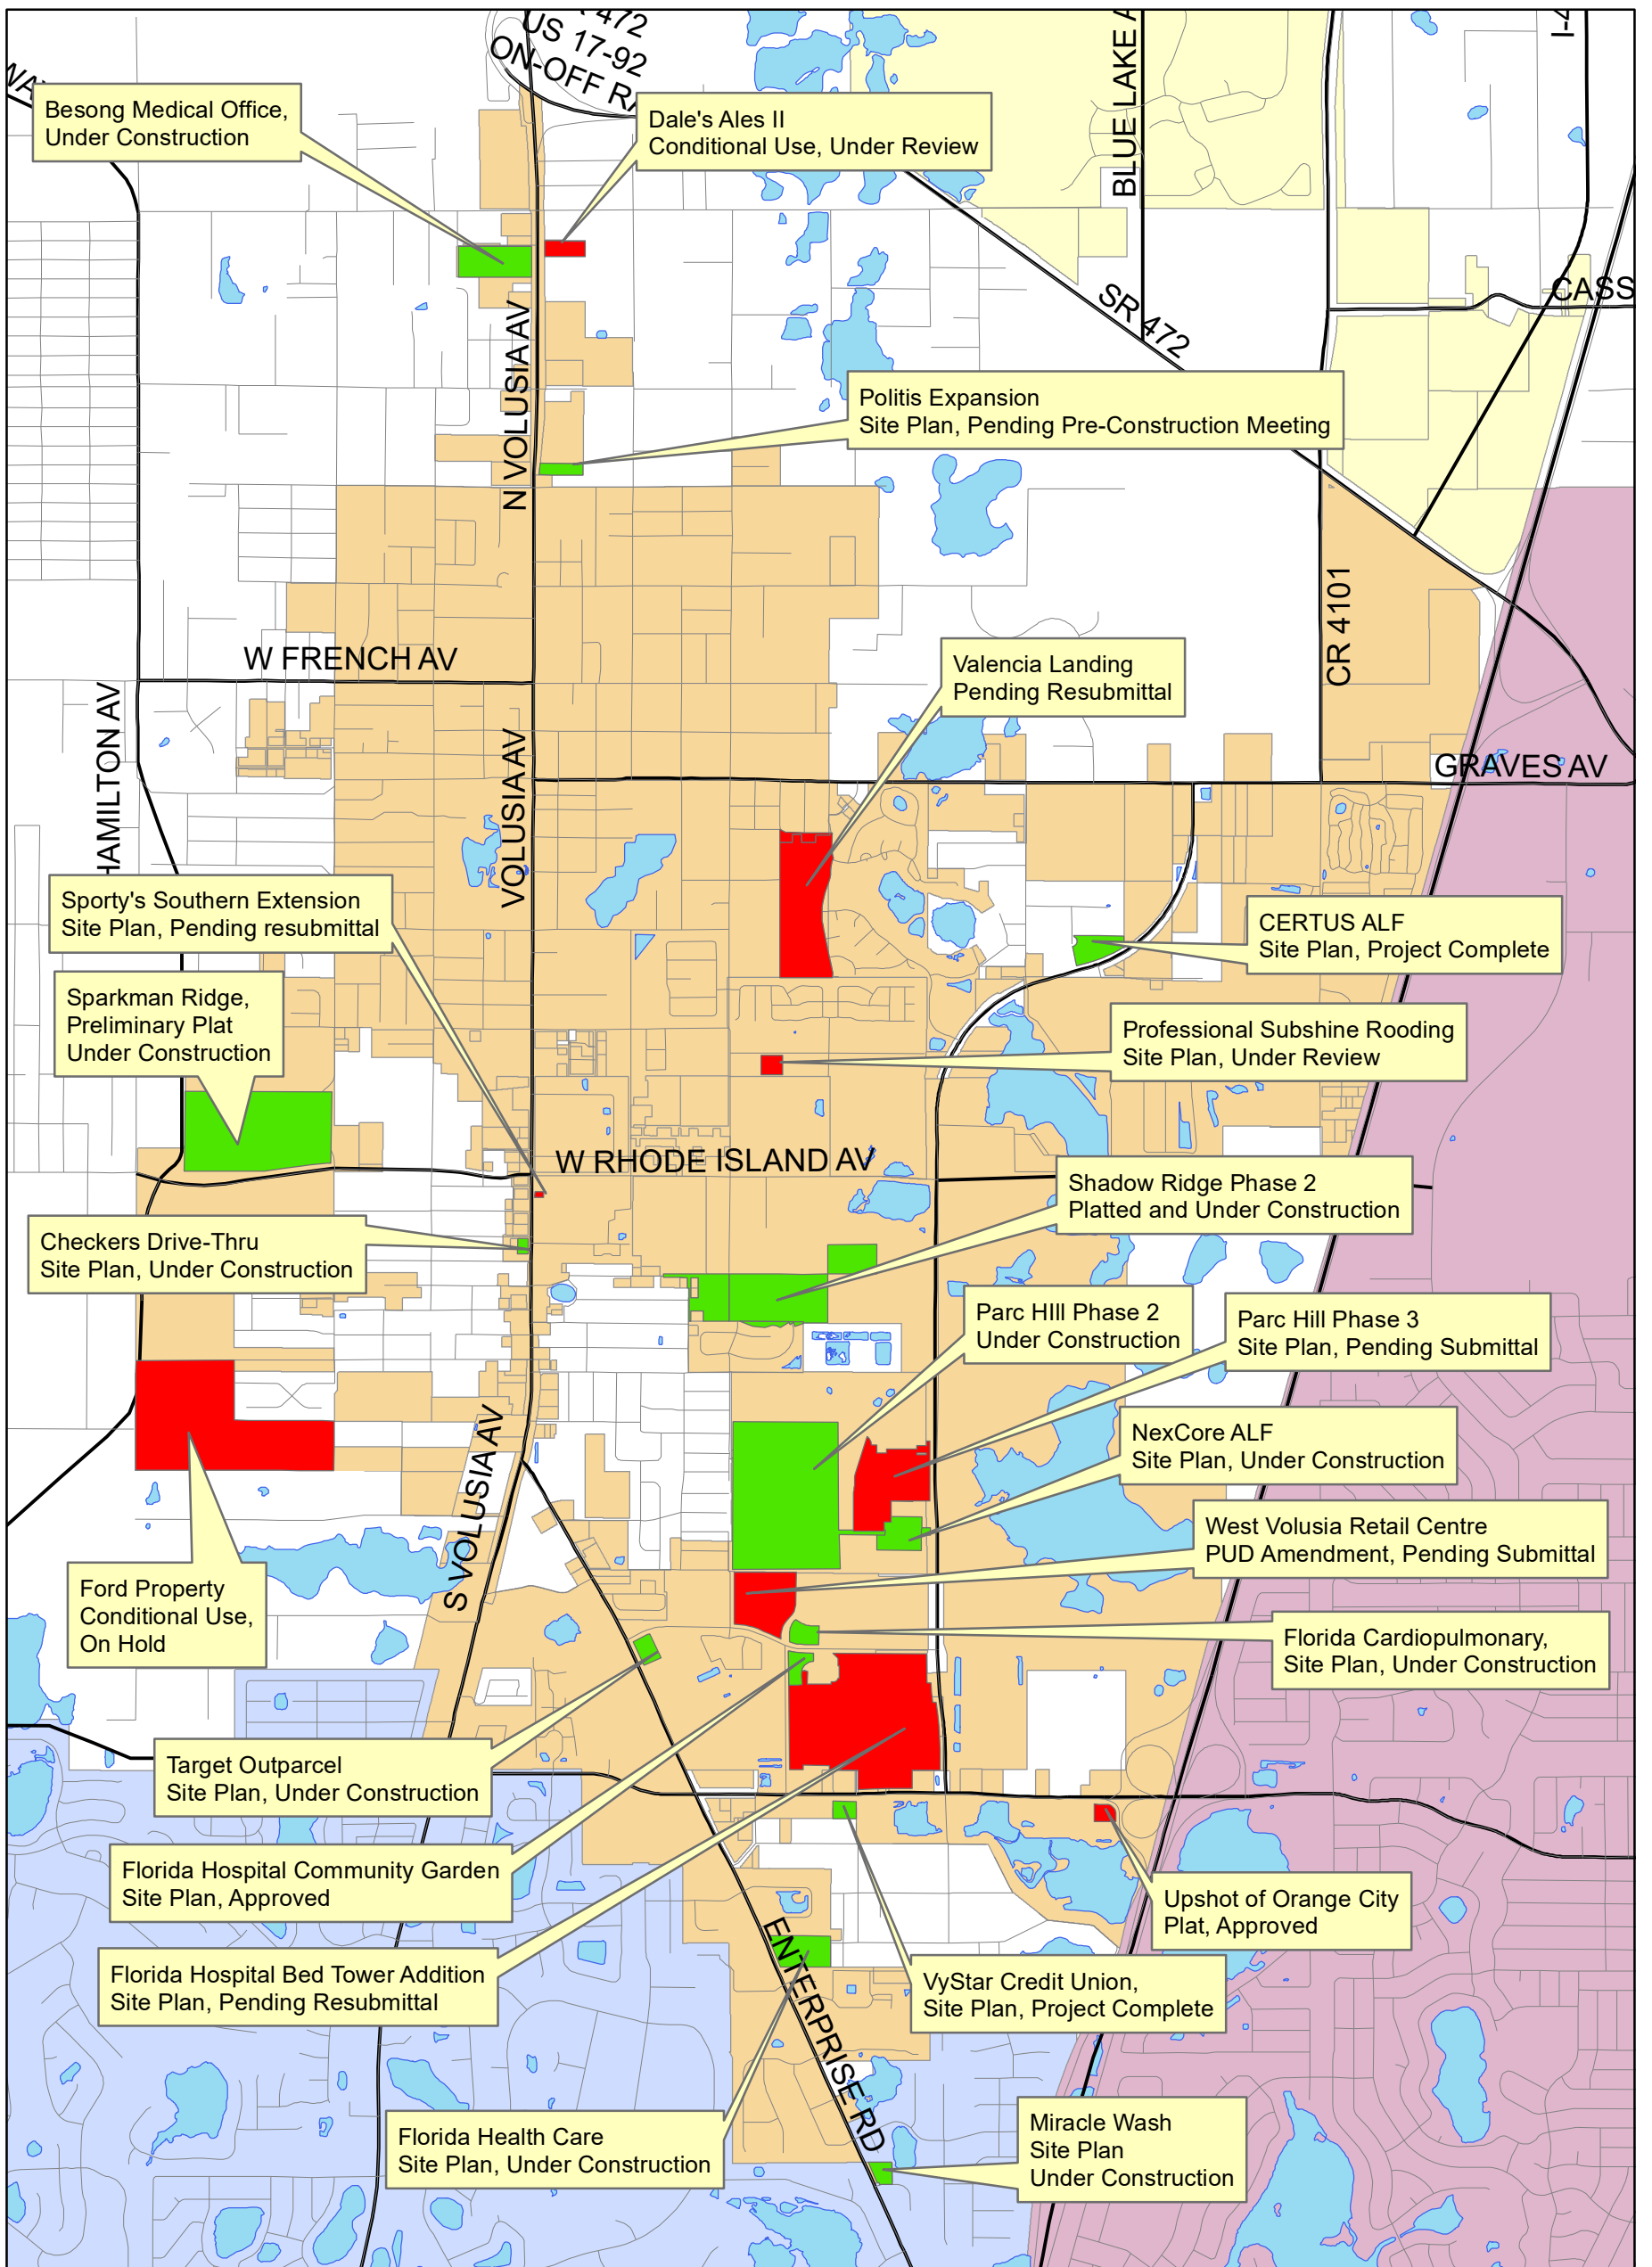 472
US 17-92
ON-OFF RA
BLUE LAKE A
I-4
WA
Besong Medical Office,
Under Construction
Dale's Ales II
Conditional Use, Under Review
SR 472
CASS
N VOLUSIA AV
Politis Expansion
Site Plan, Pending Pre-Construction Meeting
CR 4101
W FRENCH AV
Valencia Landing
Pending Resubmittal
HAMILTON AV
VOLUSIA AV
GRAVES AV
Sporty's Southern Extension
Site Plan, Pending resubmittal
CERTUS ALF
Site Plan, Project Complete
Sparkman Ridge,
Preliminary Plat
Under Construction
Professional Subshine Rooding
Site Plan, Under Review
W RHODE ISLAND AV
Shadow Ridge Phase 2
Platted and Under Construction
Checkers Drive-Thru
Site Plan, Under Construction
Parc HIll Phase 2
Under Construction
Parc Hill Phase 3
Site Plan, Pending Submittal
S VOLUSIA AV
NexCore ALF
Site Plan, Under Construction
West Volusia Retail Centre
PUD Amendment, Pending Submittal
Ford Property
Conditional Use,
On Hold
Florida Cardiopulmonary,
Site Plan, Under Construction
Target Outparcel
Site Plan, Under Construction
Florida Hospital Community Garden
Site Plan, Approved
Upshot of Orange City
Plat, Approved
Florida Hospital Bed Tower Addition
Site Plan, Pending Resubmittal
VyStar Credit Union,
Site Plan, Project Complete
ENTERPRISE RD
Florida Health Care
Site Plan, Under Construction
Miracle Wash
Site Plan
Under Construction